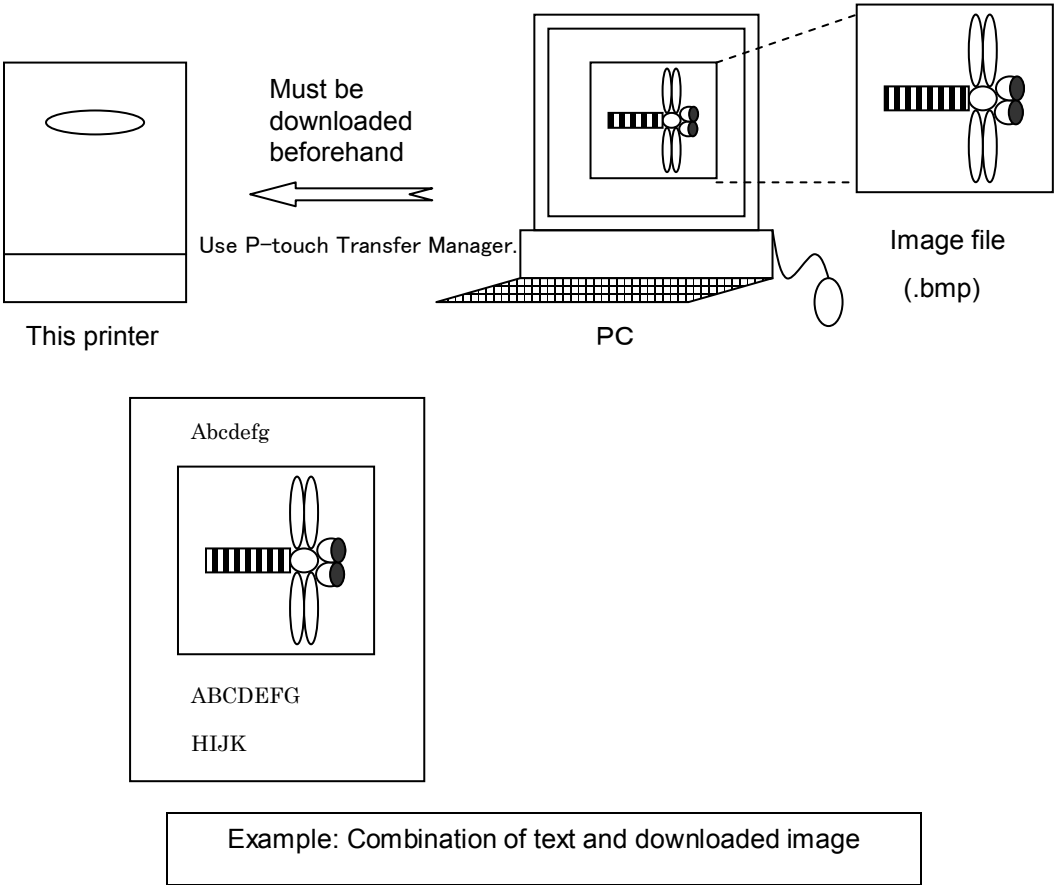 Must be
downloaded
beforehand
Use P-touch Transfer Manager.
Image file
(.bmp)
This printer
PC
Abcdefg
ABCDEFG
HIJK
Example: Combination of text and downloaded image